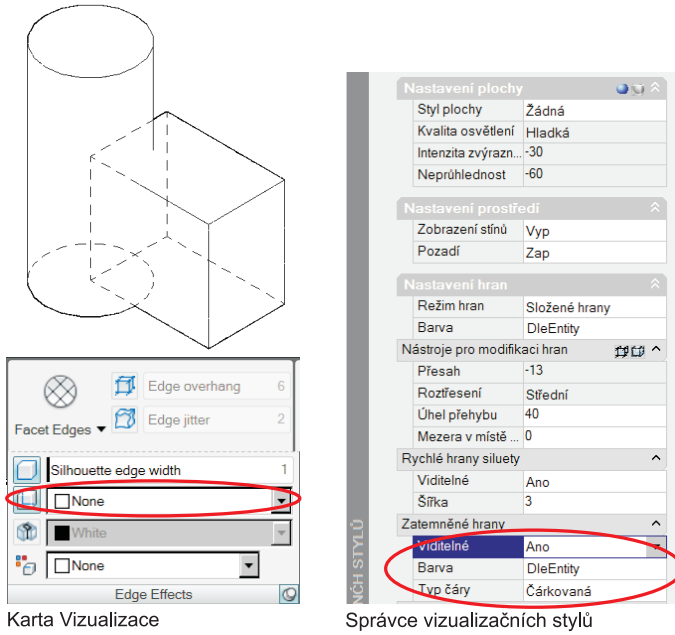 Edge overhang 6
Facet Edges
Edge jitter 2
Silhouette edge width 1
None
White
None
Edge Effects
Karta Vizualizace
Nastavení plochy
Styl plochy Žádná
Kvalita osvětlení Hladká
Intenzita zvýrazn... -30
Neprůhlednost -60
Nastavení prostředí
Zobrazení stínů Vyp
Pozadí Zap
Nastavení hran
Režim hran Složené hrany
Barva DleEntity
Nástroje pro modifikaci hran
Přesah -13
Roztřesení Střední
Úhel přehybu 40
Mezera v místě ... 0
Rychlé hrany siluety
Viditelné Ano
Šířka 3
Zatemněné hrany
Viditelné Ano
Barva DleEntity
Typ čáry Čárkovaná
NCH STYLŮ
Správce vizualizačních stylů